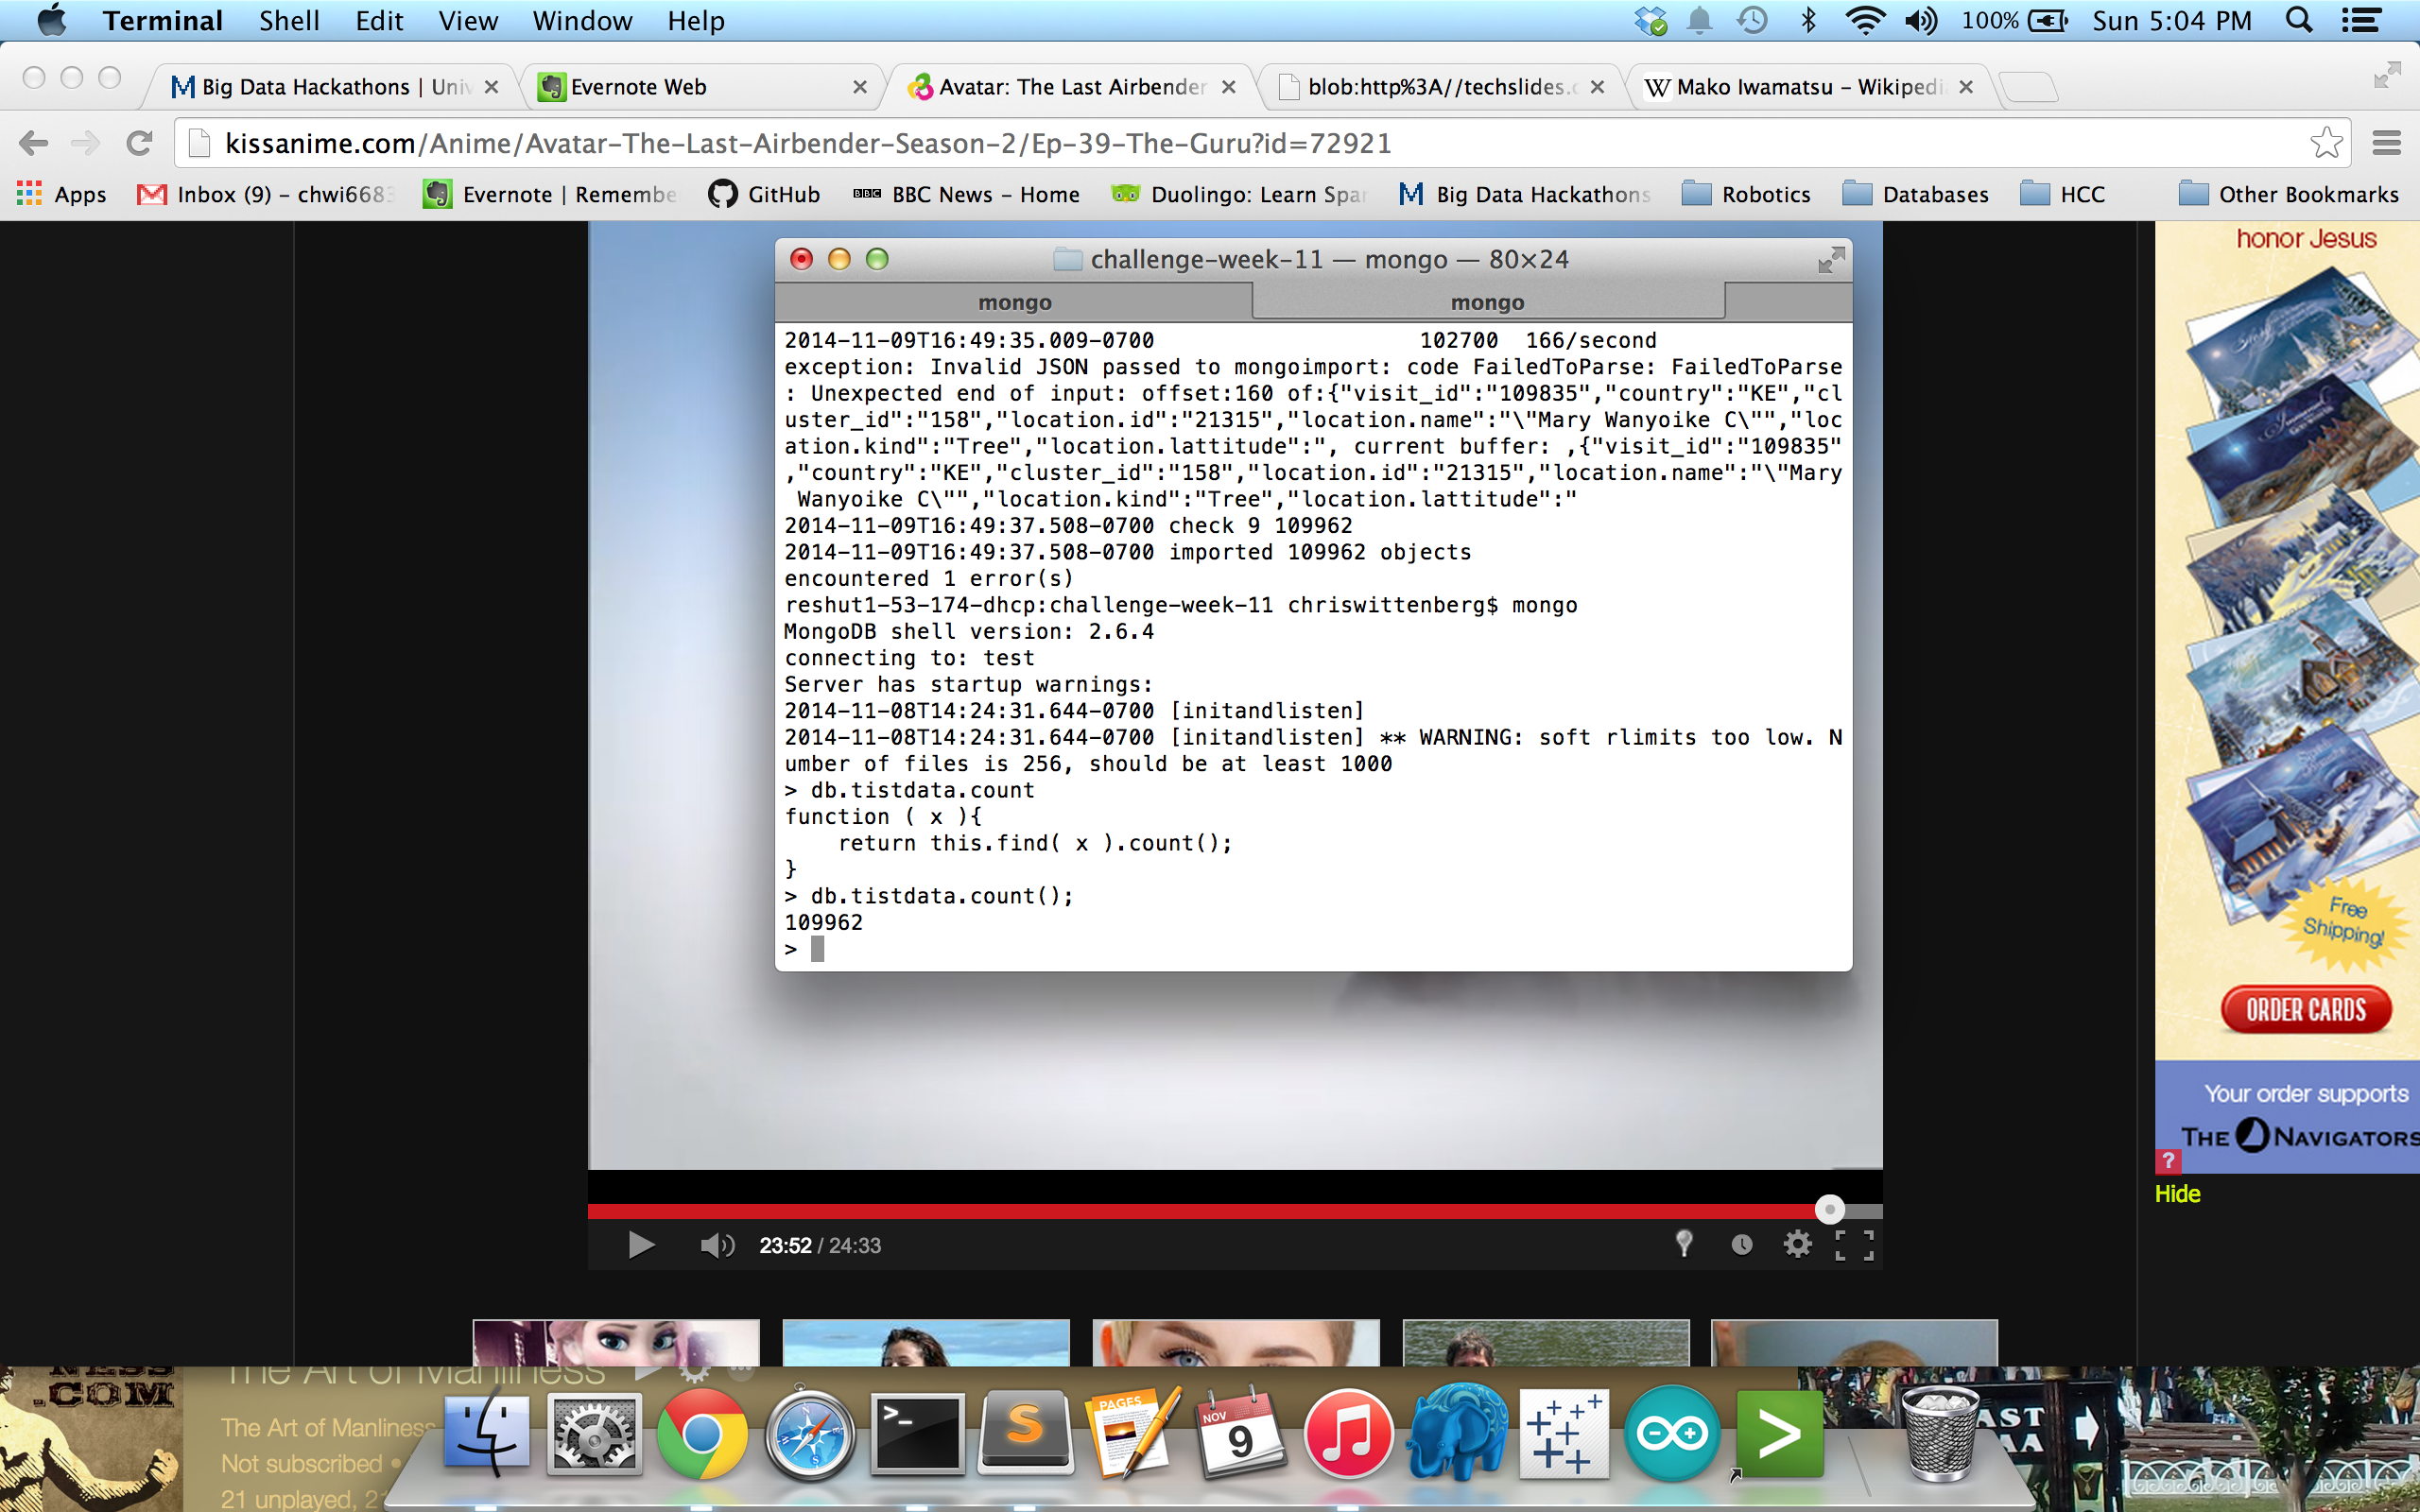 Terminal Shell Edit View Window Help 100% Sun 5:04 PM
Big Data Hackathons | Univ Evernote Web Avatar: The Last Airbender blob:http%3A//techslides.c Mako Iwamatsu – Wikipedi
kissanime.com/Anime/Avatar-The-Last-Airbender-Season-2/Ep-39-The-Guru?id=72921
Apps Inbox (9) – chwi6683 Evernote | Remembe GitHub BBC BBC News – Home Duolingo: Learn Spar Big Data Hackathons Robotics Databases HCC Other Bookmarks
honor Jesus
challenge-week-11 — mongo — 80×24
mongo mongo
2014-11-09T16:49:35.009-0700 102700 166/second
exception: Invalid JSON passed to mongoimport: code FailedToParse: FailedToParse
: Unexpected end of input: offset:160 of:{"visit_id":"109835","country":"KE","cl
uster_id":"158","location.id":"21315","location.name":"\"Mary Wanyoike C\"","loc
ation.kind":"Tree","location.lattitude":", current buffer: ,{"visit_id":"109835"
,"country":"KE","cluster_id":"158","location.id":"21315","location.name":"\"Mary
 Wanyoike C\"","location.kind":"Tree","location.lattitude":"
2014-11-09T16:49:37.508-0700 check 9 109962
2014-11-09T16:49:37.508-0700 imported 109962 objects
encountered 1 error(s)
reshut1-53-174-dhcp:challenge-week-11 chriswittenberg$ mongo
MongoDB shell version: 2.6.4
connecting to: test
Server has startup warnings:
2014-11-08T14:24:31.644-0700 [initandlisten]
2014-11-08T14:24:31.644-0700 [initandlisten] ** WARNING: soft rlimits too low. N
umber of files is 256, should be at least 1000
> db.tistdata.count
function ( x ){
    return this.find( x ).count();
}
> db.tistdata.count();
109962
>
Free
Shipping!
ORDER CARDS
Your order supports
THE NAVIGATORS
?
Hide
23:52 / 24:33
.COM
The Art of Manliness
The Art of Manliness
Not subscribed •
21 unplayed, 2
>_
S
PAGES
NOV
9